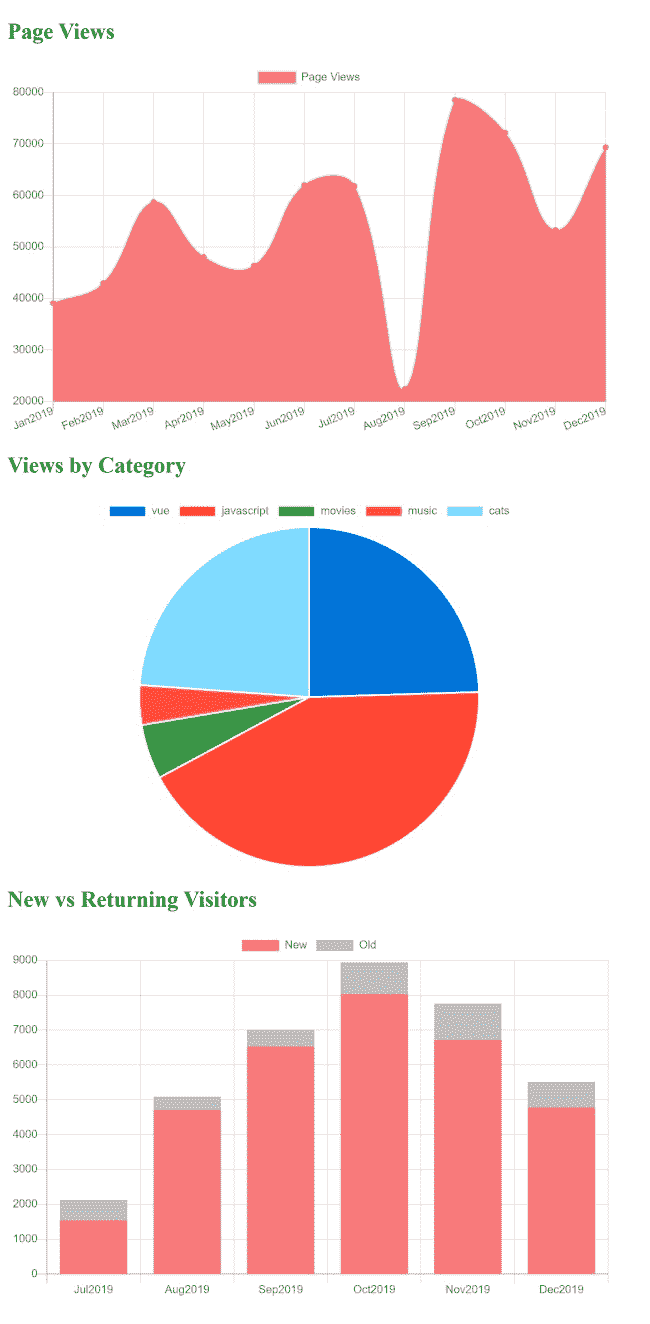 Page Views
Page Views
80000
70000
60000
50000
40000
30000
20000
Jan2019 Feb2019 Mar2019 Apr2019 May2019 Jun2019 Jul2019 Aug2019 Sep2019 Oct2019 Nov2019 Dec2019
Views by Category
vue javascript movies music cats
New vs Returning Visitors
New Old
9000
8000
7000
6000
5000
4000
3000
2000
1000
0
Jul2019 Aug2019 Sep2019 Oct2019 Nov2019 Dec2019